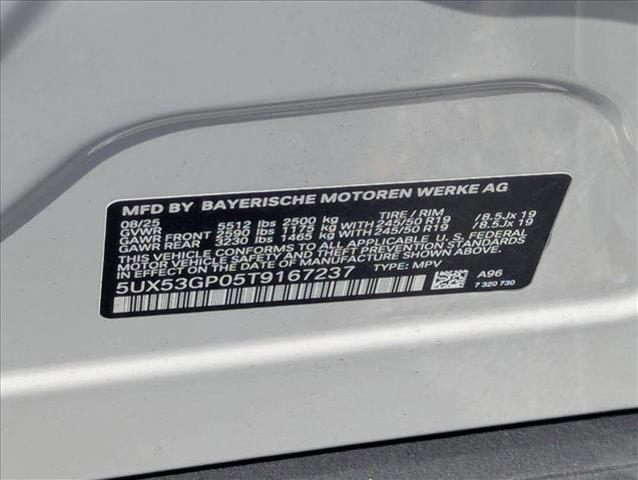 MFD BY BAYERISCHE MOTOREN WERKE AG
08/25 TIRE / RIM
GVWR 5512 lbs 2500 kg
GAWR FRONT 2590 lbs 1175 kg WITH 245/50 R19 / 8.5Jx 19
GAWR REAR 3230 lbs 1465 kg WITH 245/50 R19 / 8.5Jx 19
THIS VEHICLE CONFORMS TO ALL APPLICABLE U.S. FEDERAL
MOTOR VEHICLE SAFETY STANDARDS IN EFFECT ON THE
DATE OF MANUFACTURE SHOWN ABOVE.
5UX53GP05T9167237 TYPE: MPV
A96
7 320 730